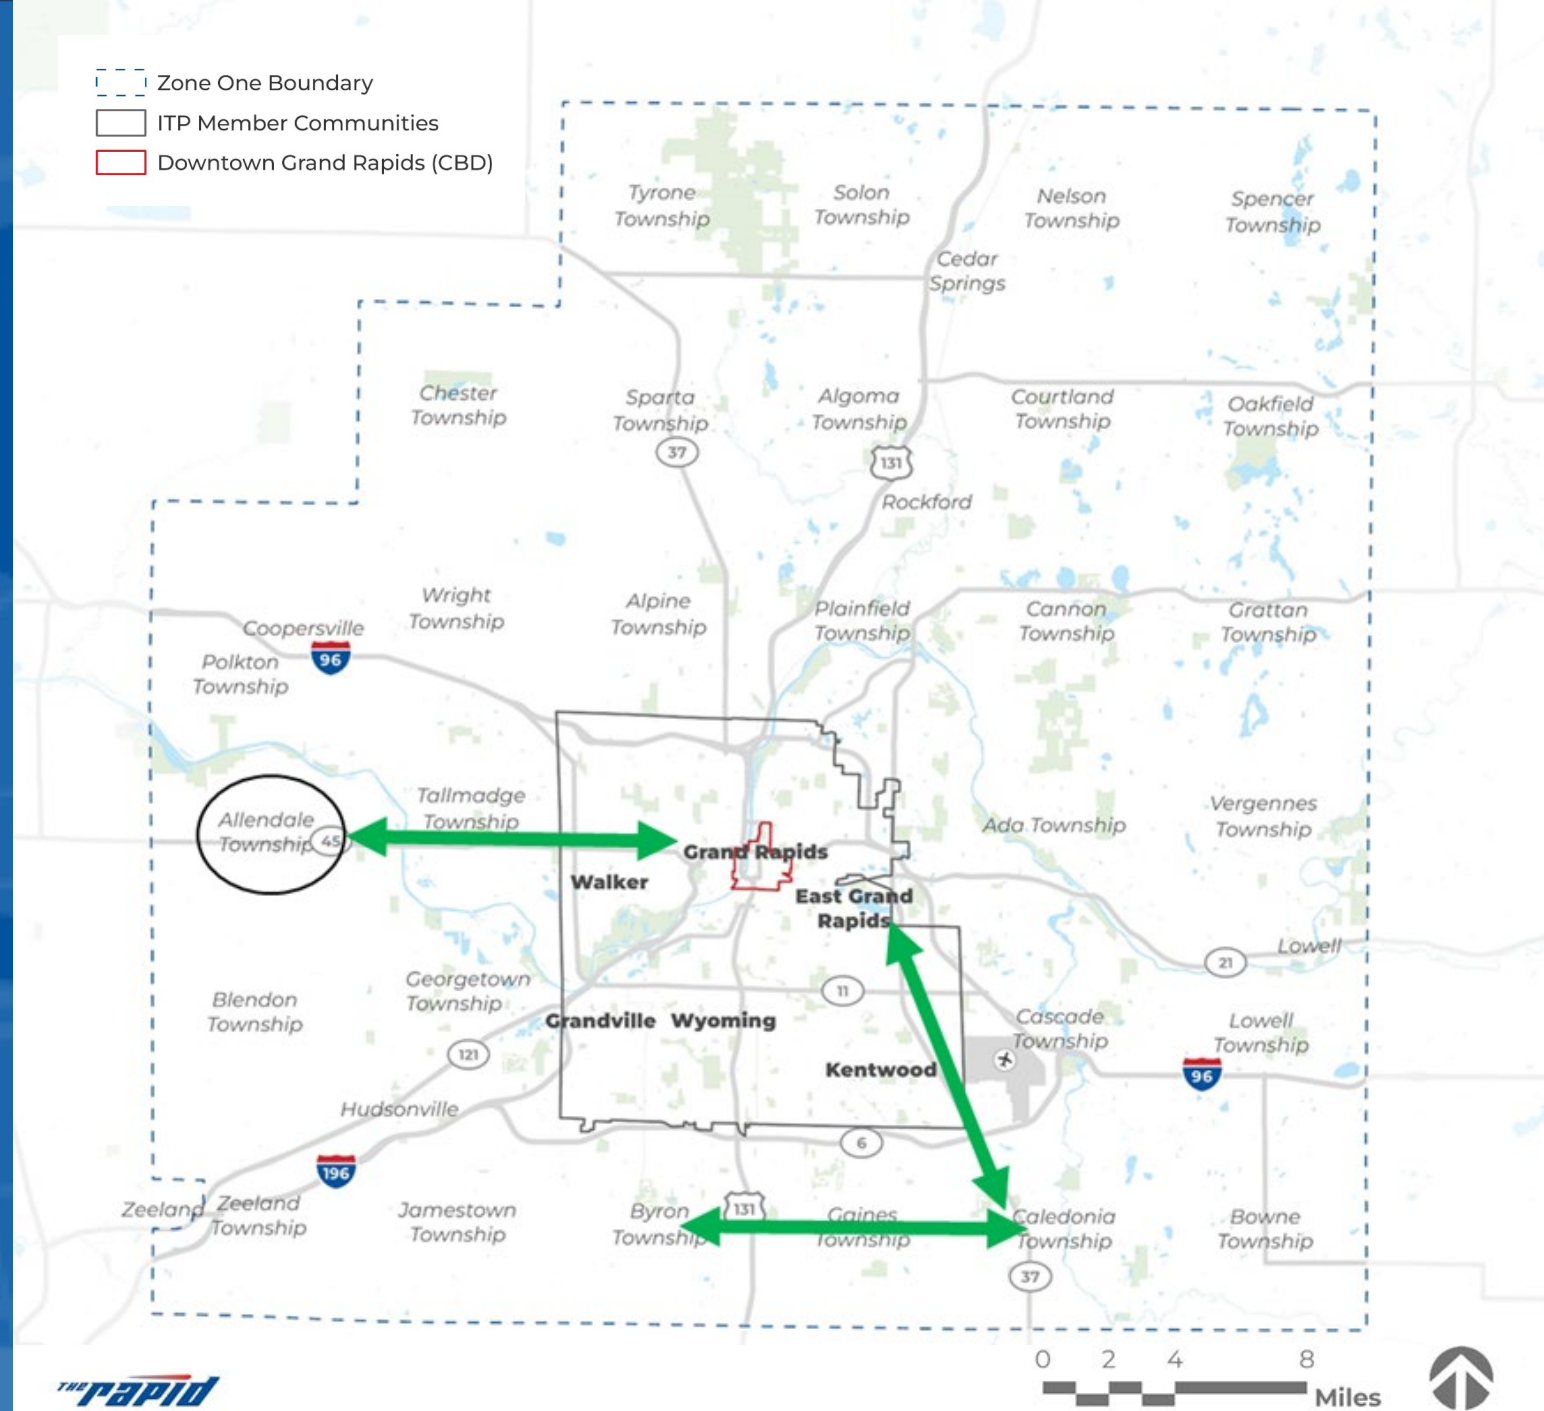 Zone One Boundary
ITP Member Communities
Downtown Grand Rapids (CBD)
Tyrone
Township
Solon
Township
Nelson
Township
Spencer
Township
Cedar
Springs
Chester
Township
Sparta
Township
37
Algoma
Township
131
Rockford
Courtland
Township
Oakfield
Township
Wright
Township
Alpine
Township
Plainfield
Township
Cannon
Township
Grattan
Township
Coopersville
96
Polkton
Township
Allendale
Township
45
Tallmadge
Township
Grand Rapids
Walker
East Grand
Rapids
Ada Township
Vergennes
Township
Lowell
21
Blendon
Township
Georgetown
Township
11
Grandville
Wyoming
Kentwood
Cascade
Township
Lowell
Township
96
121
Hudsonville
196
6
Zeeland
Zeeland
Township
Jamestown
Township
Byron
Township
131
Gaines
Township
Caledonia
Township
37
Bowne
Township
THE rapid
0 2 4 8
Miles